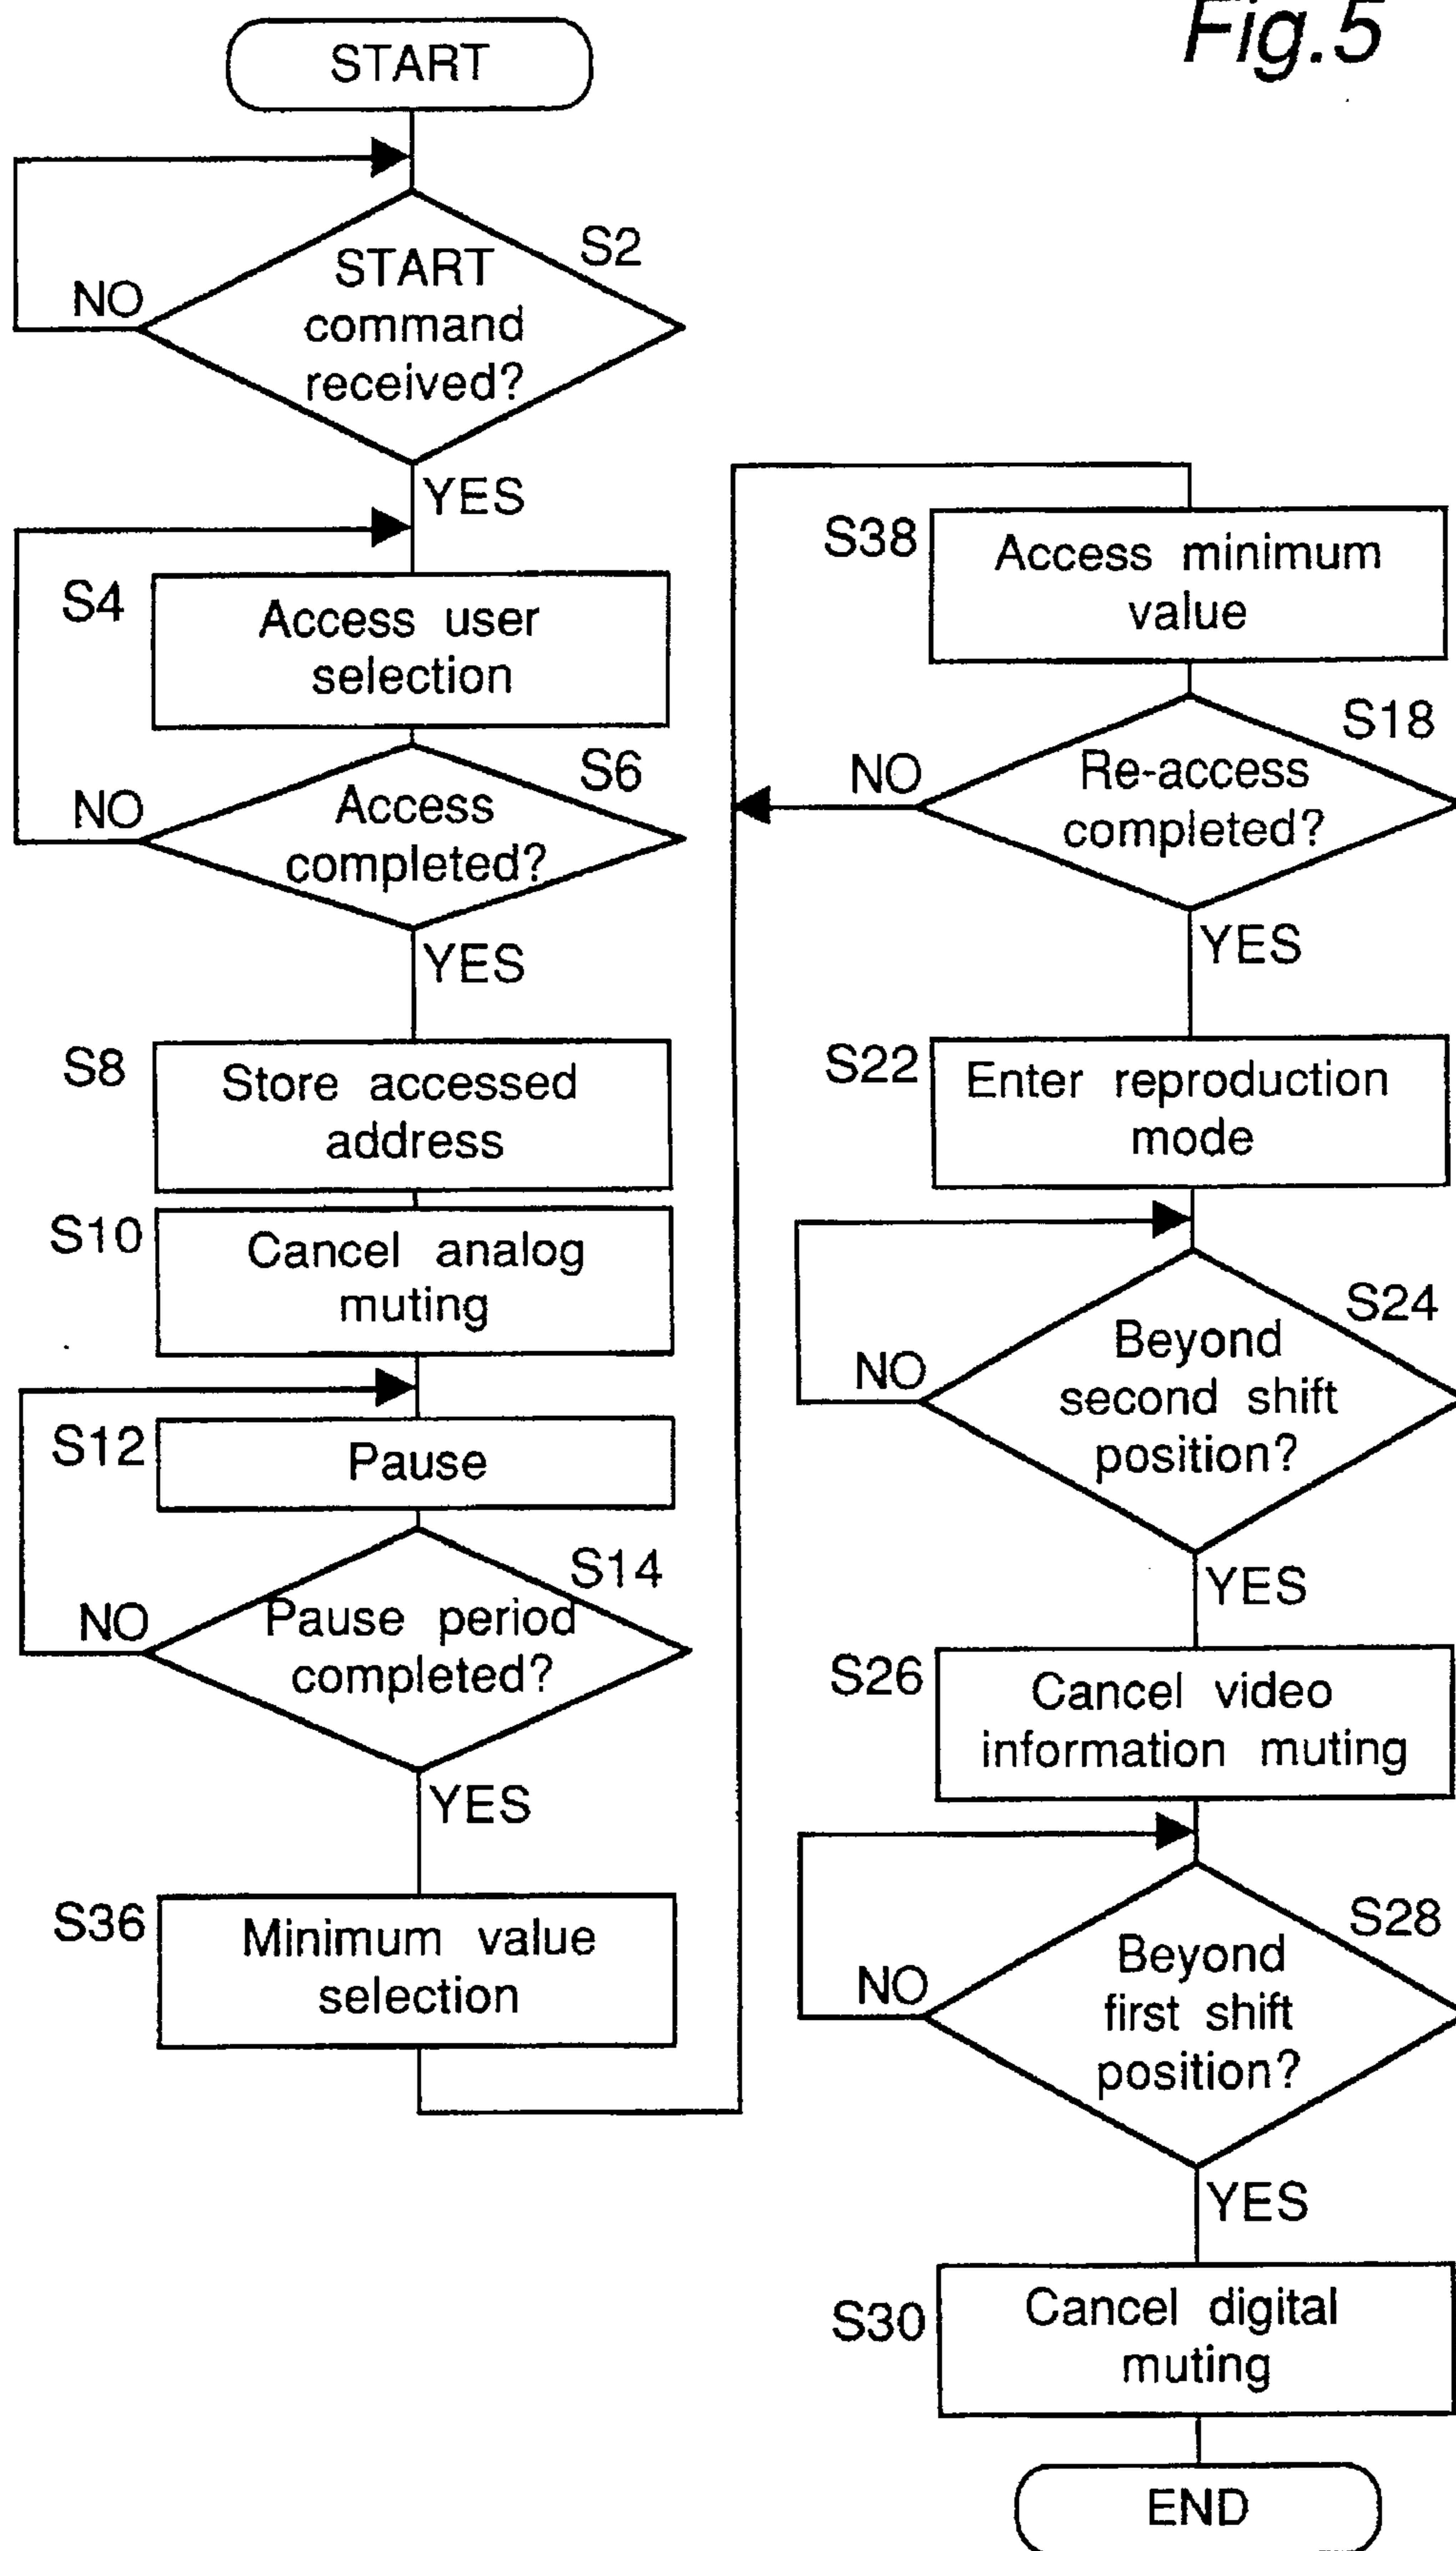 Fig.5
START
S2
START
command
received?
NO
YES
S4
Access user
selection
S6
Access
completed?
NO
YES
S8
Store accessed
address
S10
Cancel analog
muting
S12
Pause
S14
Pause period
completed?
NO
YES
S36
Minimum value
selection
S38
Access minimum
value
S18
Re-access
completed?
NO
YES
S22
Enter reproduction
mode
S24
Beyond
second shift
position?
NO
YES
S26
Cancel video
information muting
S28
Beyond
first shift
position?
NO
YES
S30
Cancel digital
muting
END